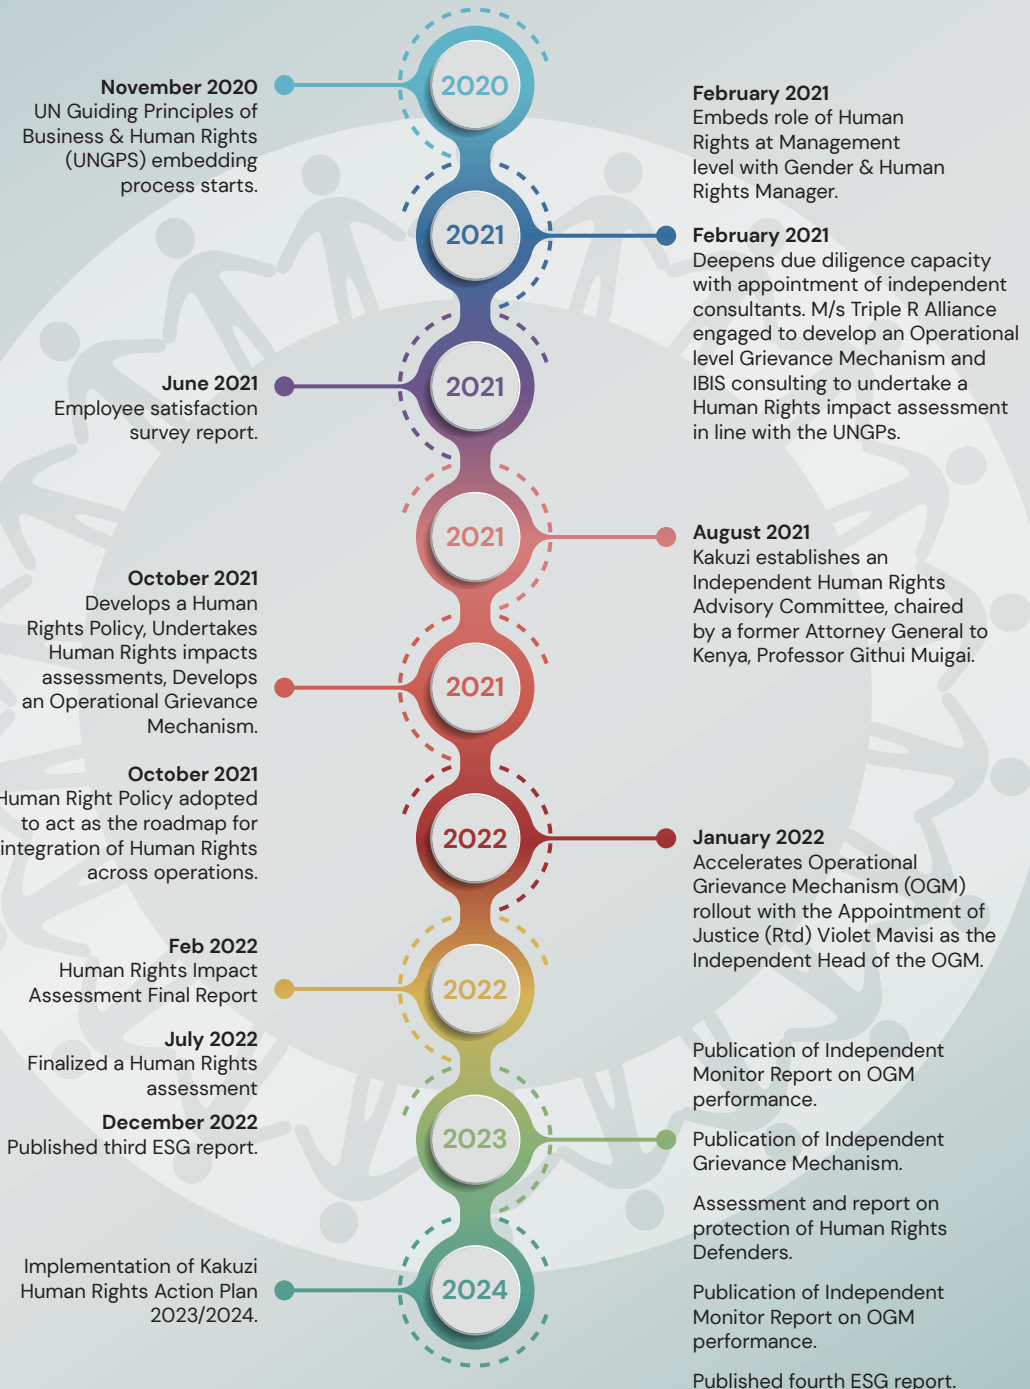 2020
November 2020
UN Guiding Principles of
Business & Human Rights
(UNGPS) embedding
process starts.
February 2021
Embeds role of Human
Rights at Management
level with Gender & Human
Rights Manager.
2021
February 2021
Deepens due diligence capacity
with appointment of independent
consultants. M/s Triple R Alliance
engaged to develop an Operational
level Grievance Mechanism and
IBIS consulting to undertake a
Human Rights impact assessment
in line with the UNGPs.
2021
June 2021
Employee satisfaction
survey report.
2021
August 2021
Kakuzi establishes an
Independent Human Rights
Advisory Committee, chaired
by a former Attorney General to
Kenya, Professor Githui Muigai.
October 2021
Develops a Human
Rights Policy, Undertakes
Human Rights impacts
assessments, Develops
an Operational Grievance
Mechanism.
2021
October 2021
Human Right Policy adopted
to act as the roadmap for
integration of Human Rights
across operations.
2022
January 2022
Accelerates Operational
Grievance Mechanism (OGM)
rollout with the Appointment of
Justice (Rtd) Violet Mavisi as the
Independent Head of the OGM.
Feb 2022
Human Rights Impact
Assessment Final Report
2022
July 2022
Finalized a Human Rights
assessment
December 2022
Published third ESG report.
2023
Publication of Independent
Monitor Report on OGM
performance.
Publication of Independent
Grievance Mechanism.
Assessment and report on
protection of Human Rights
Defenders.
Publication of Independent
Monitor Report on OGM
performance.
Published fourth ESG report.
Implementation of Kakuzi
Human Rights Action Plan
2023/2024.
2024